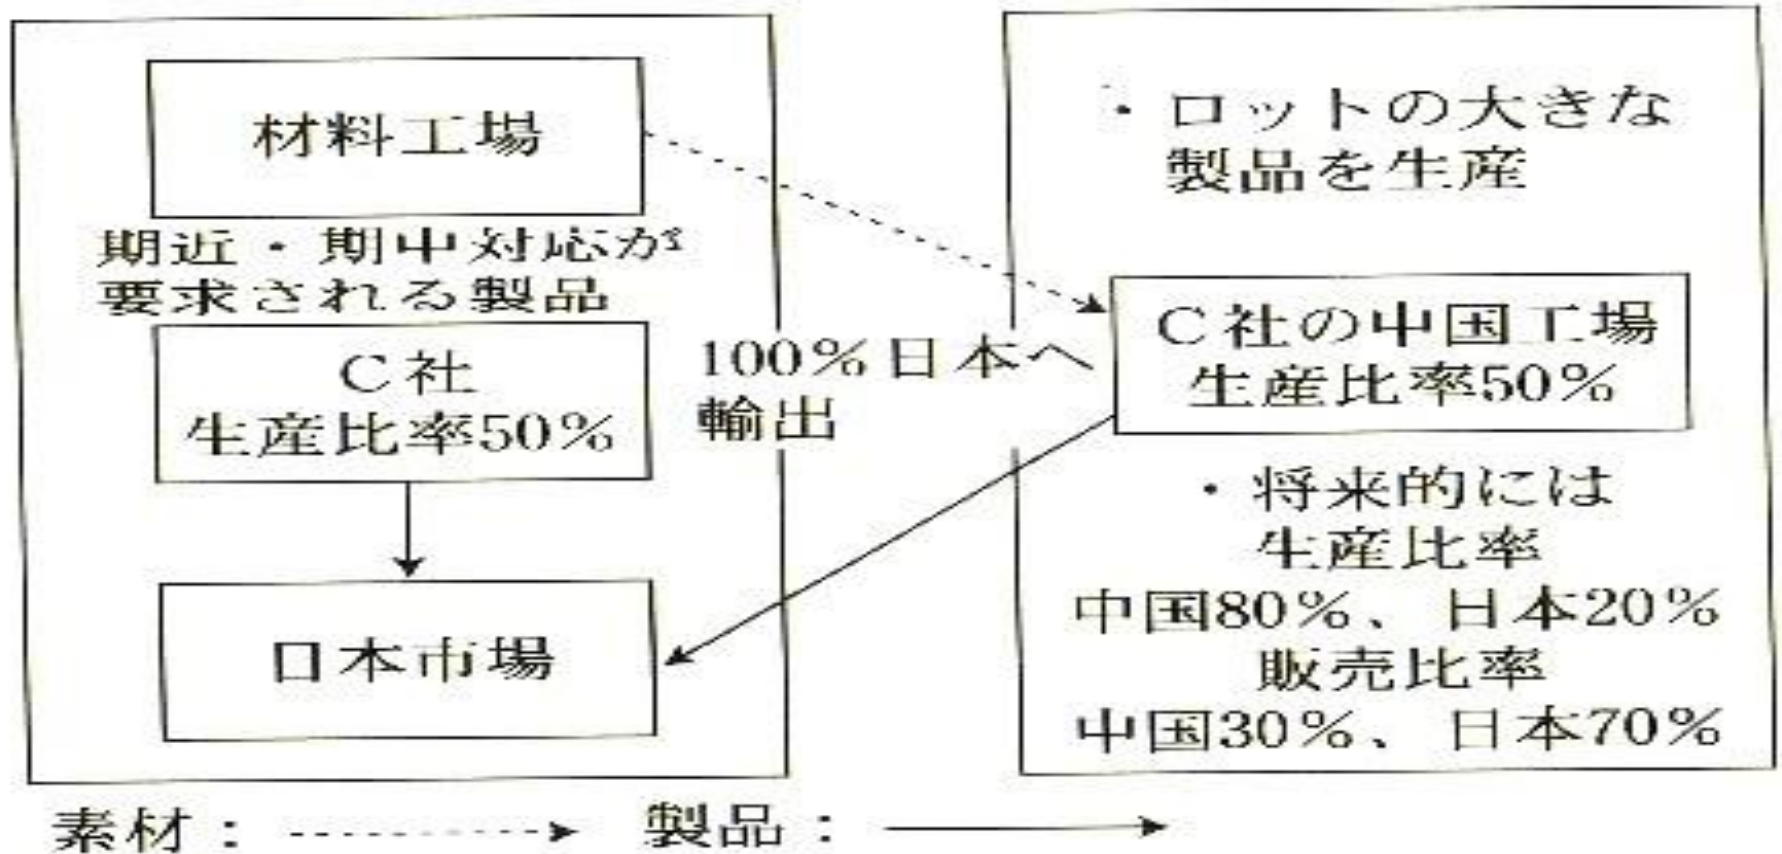 材料工場
期近・期中対応が
要求される製品
C社
生産比率50%
日本市場
100%日本へ
輸出
・ロットの大きな
製品を生産
C社の中国工場
生産比率50%
・将来的には
生産比率
中国80%、日本20%
販売比率
中国30%、日本70%
素材： 製品：